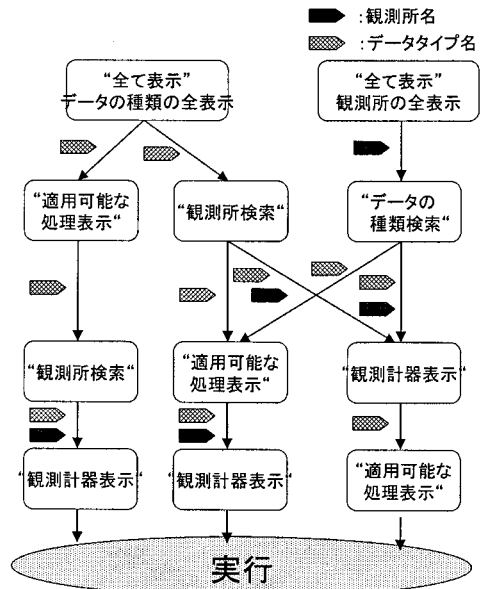 :観測所名
:データタイプ名
“全て表示”
データの種類の全表示
“全て表示”
観測所の全表示
“適用可能な
処理表示“
“観測所検索“
“データの
種類検索“
“観測所検索“
“適用可能な
処理表示“
“観測計器表示“
“観測計器表示“
“観測計器表示“
“適用可能な
処理表示“
実行